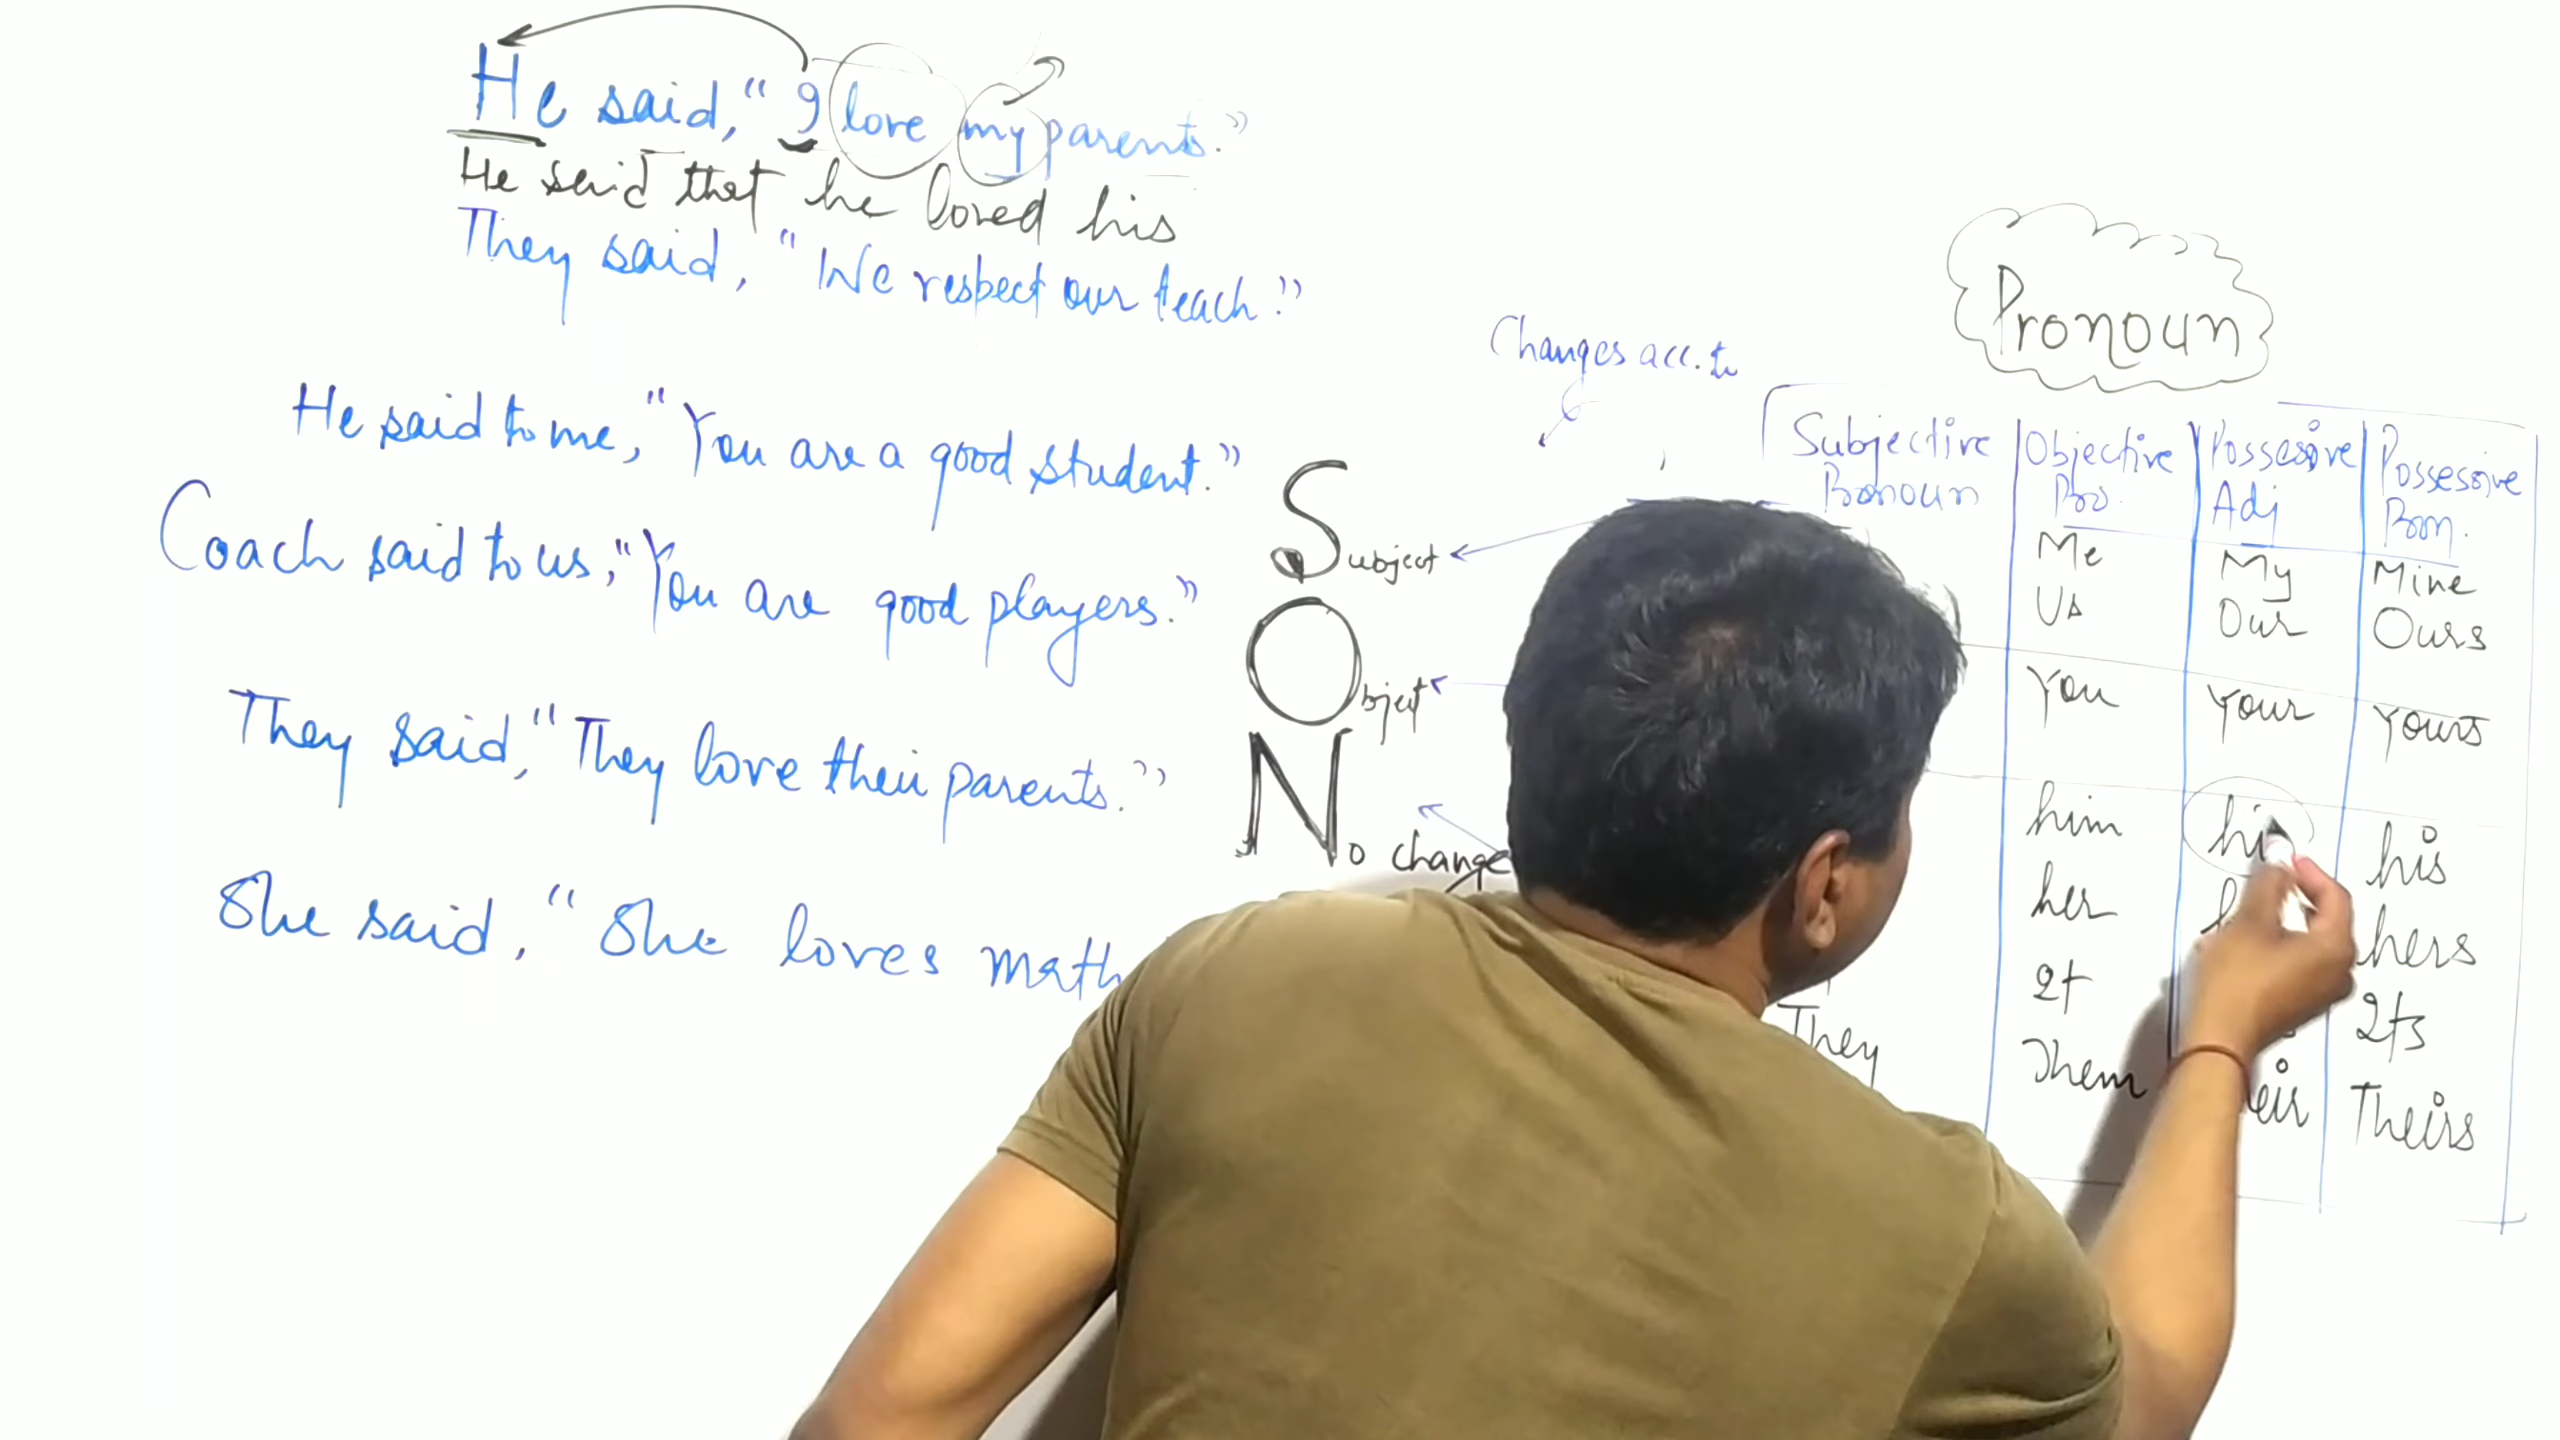 He said, "I love my parents."
He said that he loved his
They said, "We respect our teach."
He said to me, "You are a good student."
Coach said to us, "You are good players."
They said, "They love their parents."
She said, "She loves math
Changes acc. to
Subject
Object
No change
Pronoun
Subjective Pronoun | Objective Pro. | Possesive Adj | Possessive Pron.
Me | My | Mine
Us | Our | Ours
You | Your | Yours
him | hi | his
her | hers
It | Its
They | Them | eir | Theirs